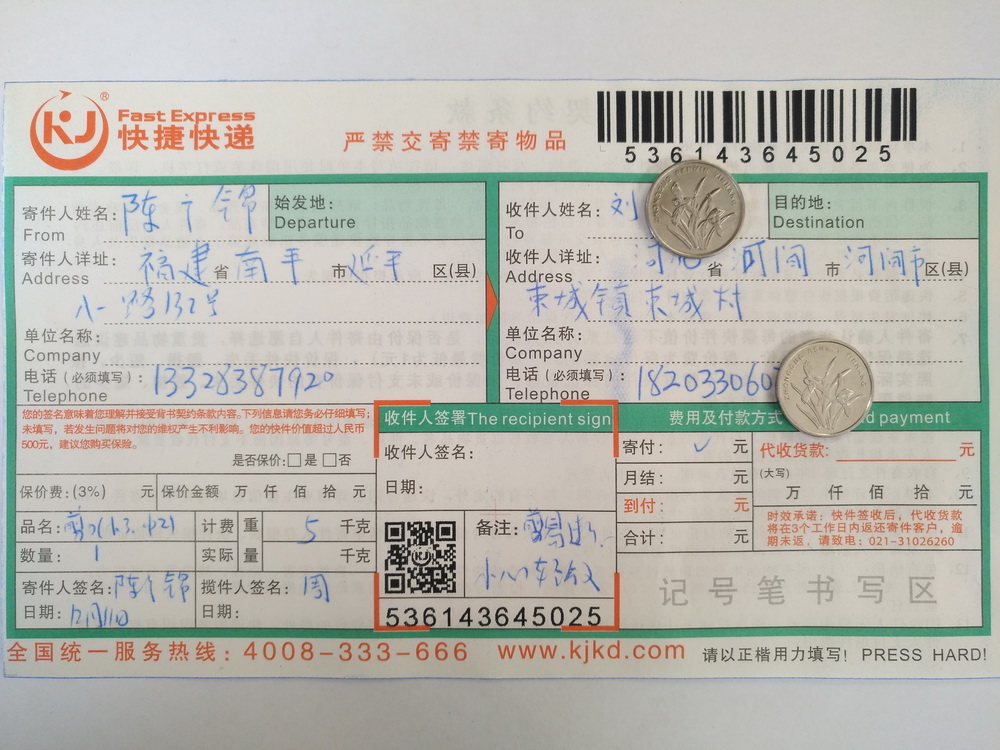 KJ®
Fast Express
快捷快递
严禁交寄禁寄物品
536143645025
寄件人姓名: 陈广锦
From
始发地:
Departure
寄件人详址: 福建省南平市延平区(县)
Address
八一路132号
单位名称:
Company
电话(必须填写): 13328387920
Telephone
收件人姓名: 刘
To
目的地:
Destination
收件人详址: 河北省河间市河间市区(县)
Address
束城镇束城村
单位名称:
Company
电话(必须填写): 182033060
Telephone
您的签名意味着您理解并接受背书契约条款内容。下列信息请您务必仔细填写;
未填写,若发生问题将对您的维权产生不利影响。您的快件价值超过人民币
500元,建议您购买保险。
是否保价:□是 □否
保价费:(3%) 元 保价金额 万 仟 佰 拾 元
品名: 计费重 5 千克
数量: 1 实际量 千克
寄件人签名: 陈广锦
日期: 12月11日
揽件人签名: 周
日期:
收件人签署The recipient sign
收件人签名:
日期:
KJ
备注: 易断
小心轻放
536143645025
费用及付款方式 d payment
寄付: ✓ 元
月结: 元
到付: 元
合计: 元
代收货款: 元
(大写)
万 仟 佰 拾 元
时效承诺:快件签收后,代收货款
将在3个工作日内返还寄件客户,逾
期未返。请致电:021-31026260
记号笔书写区
全国统一服务热线:4008-333-666 www.kjkd.com 请以正楷用力填写! PRESS HARD!